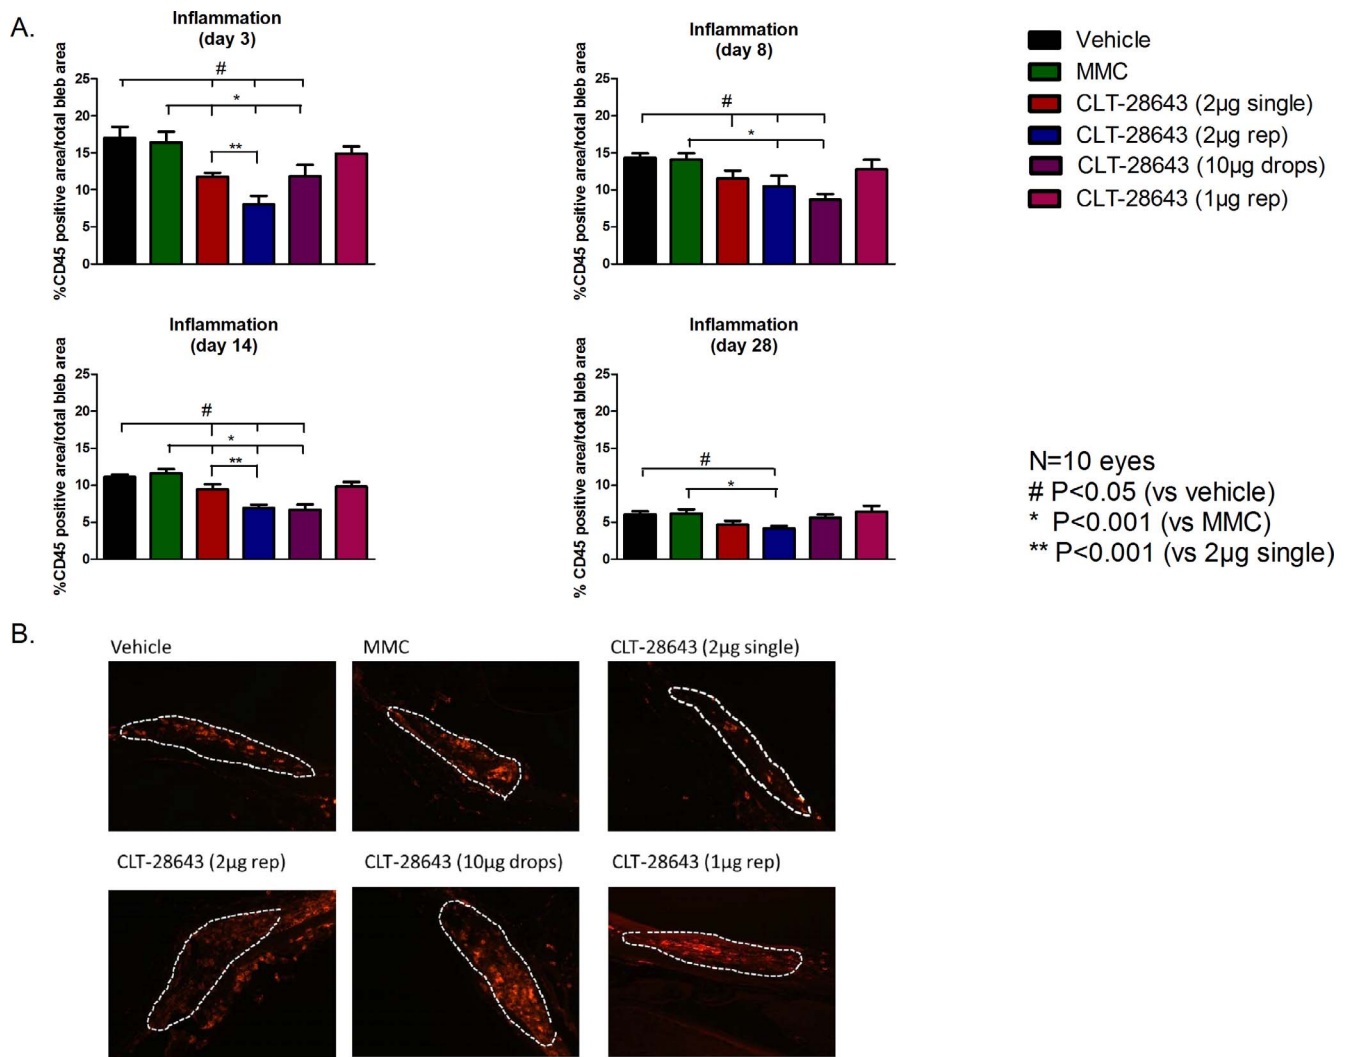 A.
Inflammation
(day 3)
%CD45 positive area/total bleb area
25
20
15
10
5
0
#
*
**
Inflammation
(day 8)
%CD45 positive area/total bleb area
25
20
15
10
5
0
#
*
Vehicle
MMC
CLT-28643 (2µg single)
CLT-28643 (2µg rep)
CLT-28643 (10µg drops)
CLT-28643 (1µg rep)
Inflammation
(day 14)
%CD45 positive area/total bleb area
25
20
15
10
5
0
#
*
**
Inflammation
(day 28)
% CD45 positive area/total bleb area
25
20
15
10
5
0
#
*
N=10 eyes
# P<0.05 (vs vehicle)
* P<0.001 (vs MMC)
** P<0.001 (vs 2µg single)
B.
Vehicle
MMC
CLT-28643 (2µg single)
CLT-28643 (2µg rep)
CLT-28643 (10µg drops)
CLT-28643 (1µg rep)